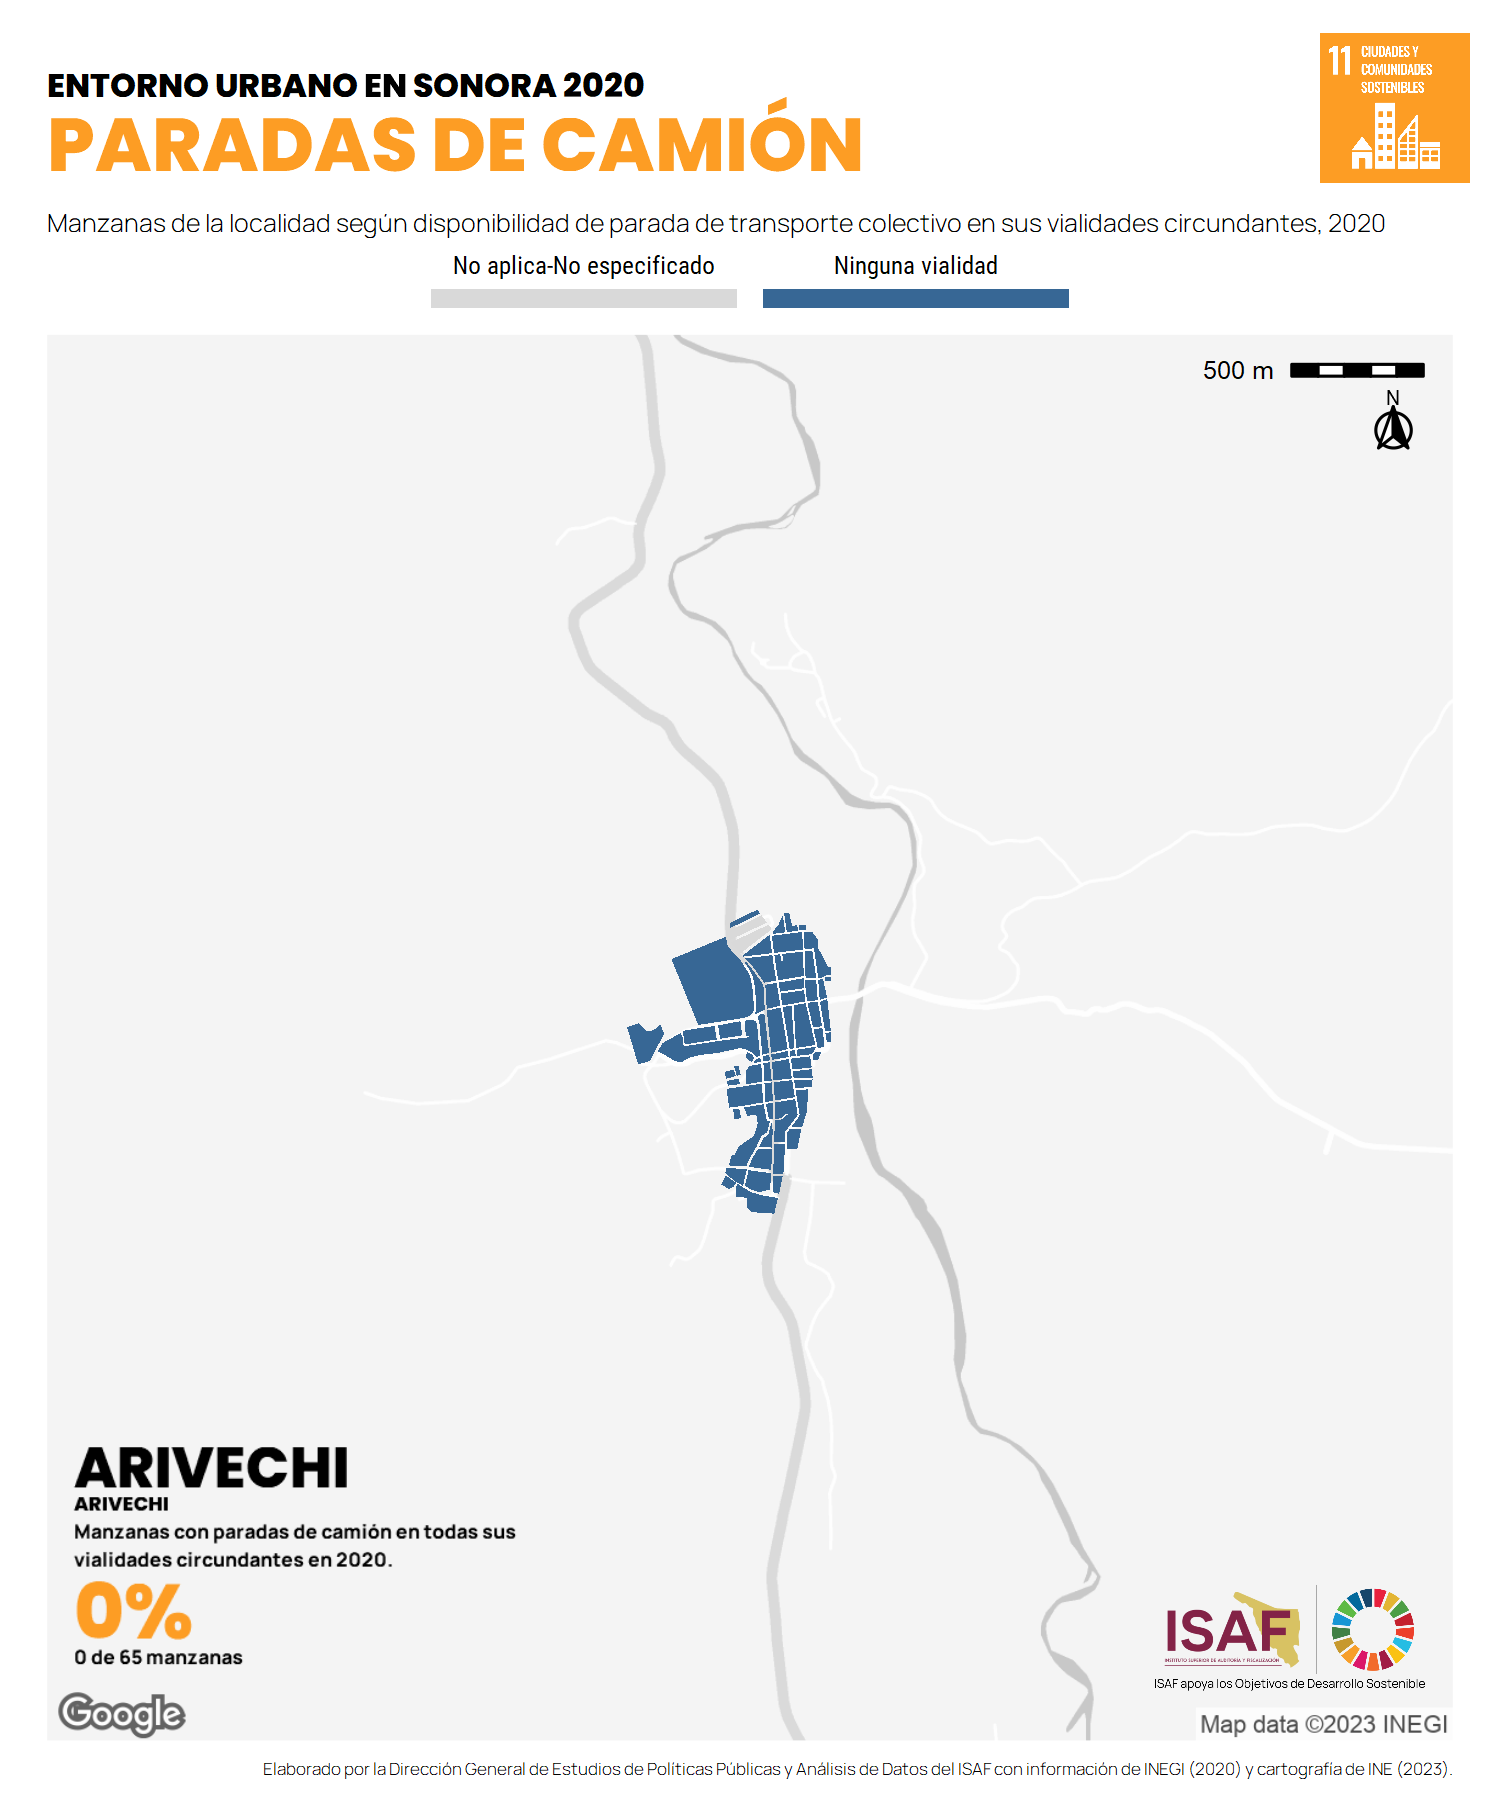 ENTORNO URBANO EN SONORA 2020
PARADAS DE CAMIÓN
11 CIUDADES Y
COMUNIDADES
SOSTENIBLES
Manzanas de la localidad según disponibilidad de parada de transporte colectivo en sus vialidades circundantes, 2020
No aplica-No especificado Ninguna vialidad
500 m
N
ARIVECHI
ARIVECHI
Manzanas con paradas de camión en todas sus
vialidades circundantes en 2020.
0%
0 de 65 manzanas
ISAF
INSTITUTO SUPERIOR DE AUDITORÍA Y FISCALIZACIÓN
ISAF apoya los Objetivos de Desarrollo Sostenible
Google
Map data ©2023 INEGI
Elaborado por la Dirección General de Estudios de Políticas Públicas y Análisis de Datos del ISAF con información de INEGI (2020) y cartografía de INE (2023).